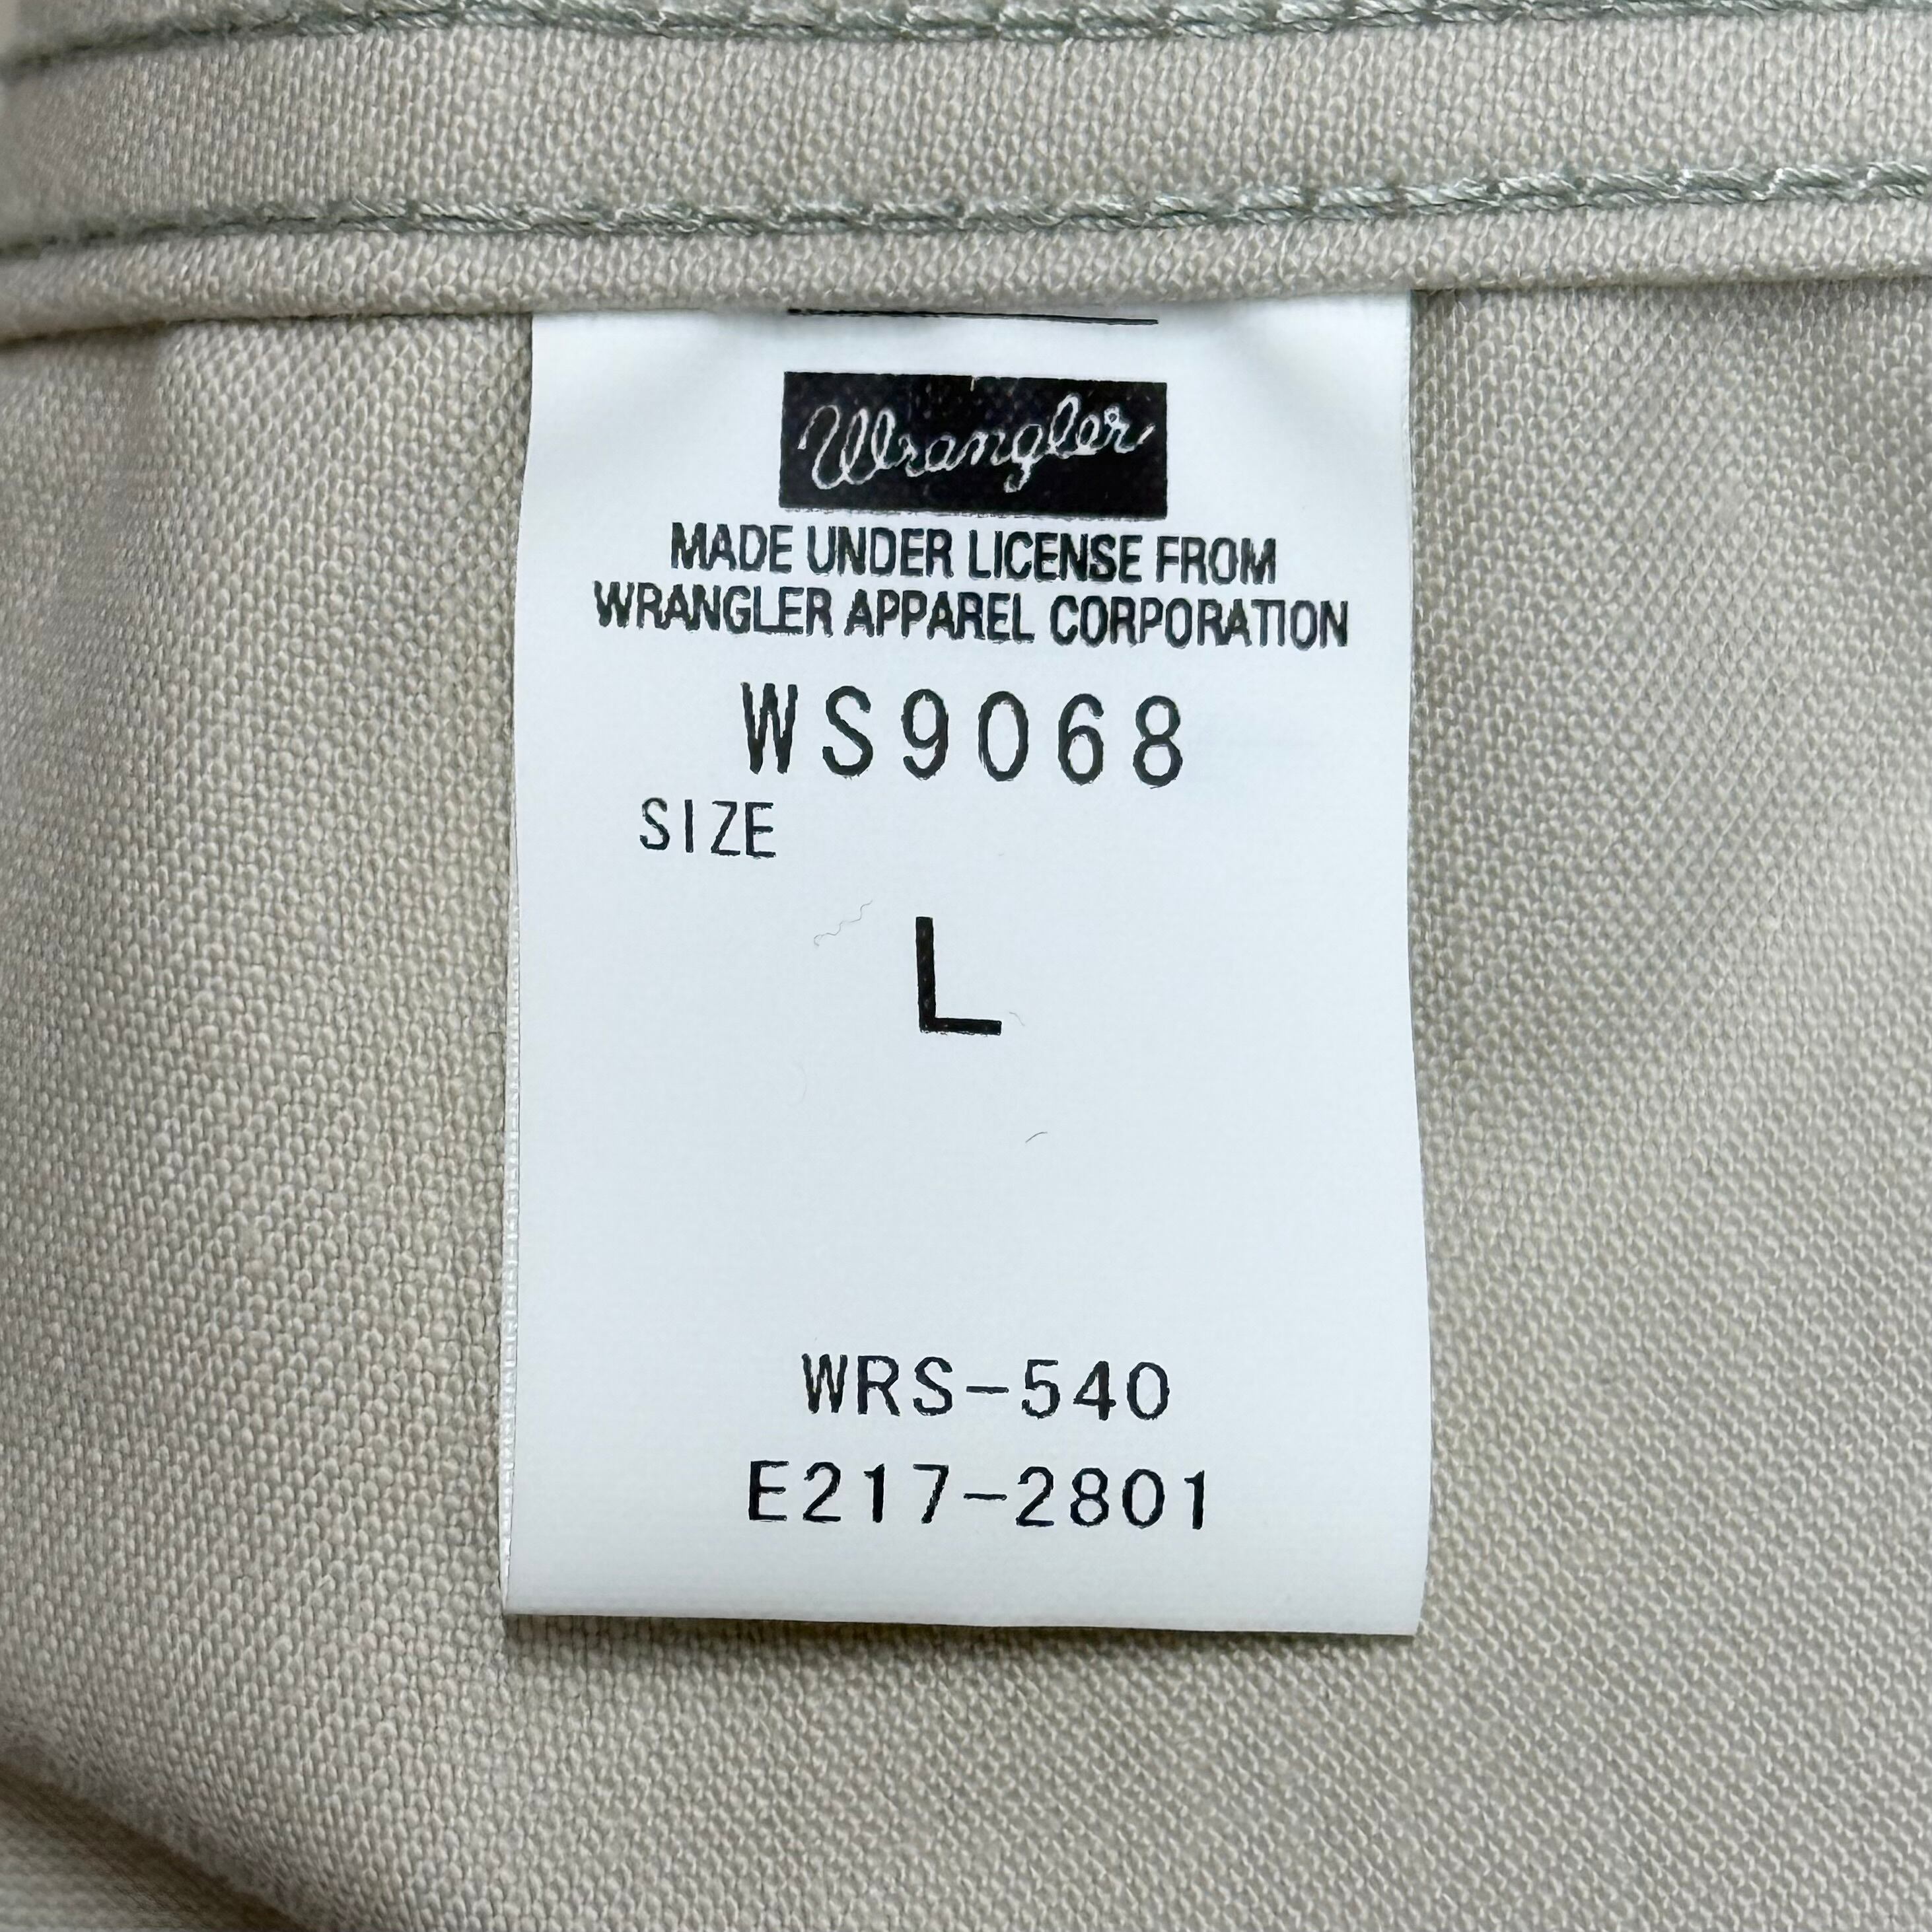 Wrangler
MADE UNDER LICENSE FROM
WRANGLER APPAREL CORPORATION
WS9068
SIZE
L
WRS-540
E217-2801